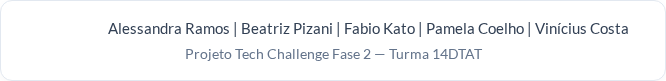 Alessandra Ramos | Beatriz Pizani | Fabio Kato | Pamela Coelho | Vinícius Costa
Projeto Tech Challenge Fase 2 — Turma 14DTAT